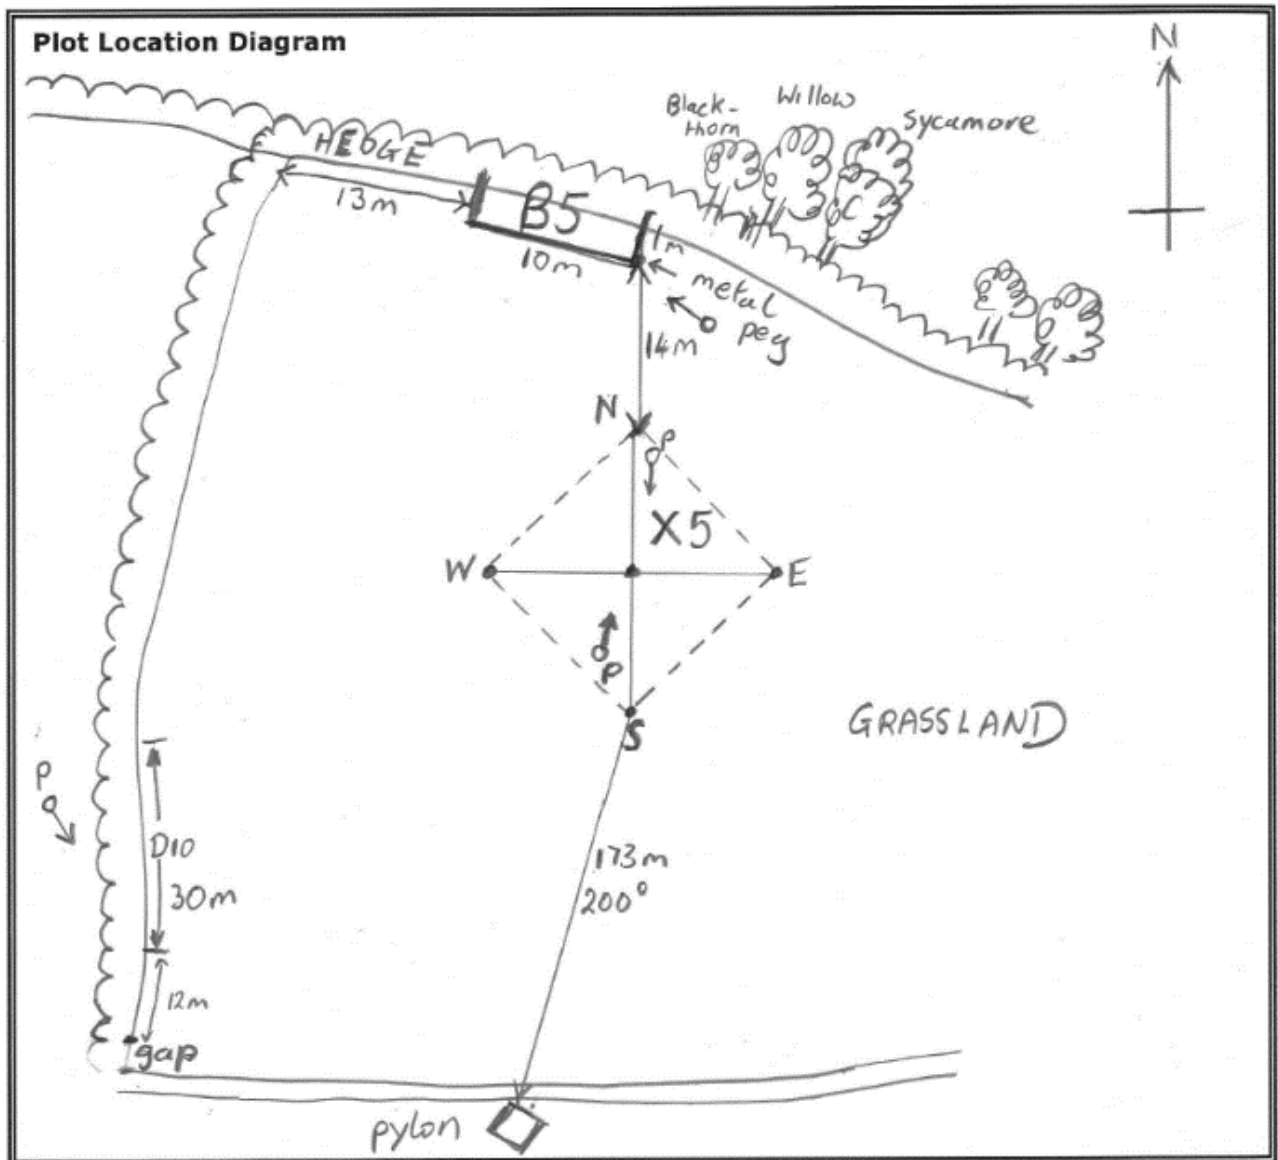 Plot Location Diagram
N
Black-
thorn
Willow
Sycamore
HEDGE
13m
B5
1m
10m
metal
peg
14m
N
P
X5
W
E
P
S
GRASSLAND
P
D10
30m
173m
200°
12m
gap
pylon